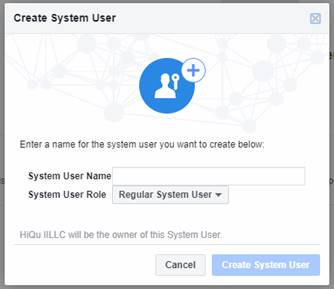 Create System User
Enter a name for the system user you want to create below:
System User Name
System User Role Regular System User
HiQu IILLC will be the owner of this System User.
Cancel Create System User